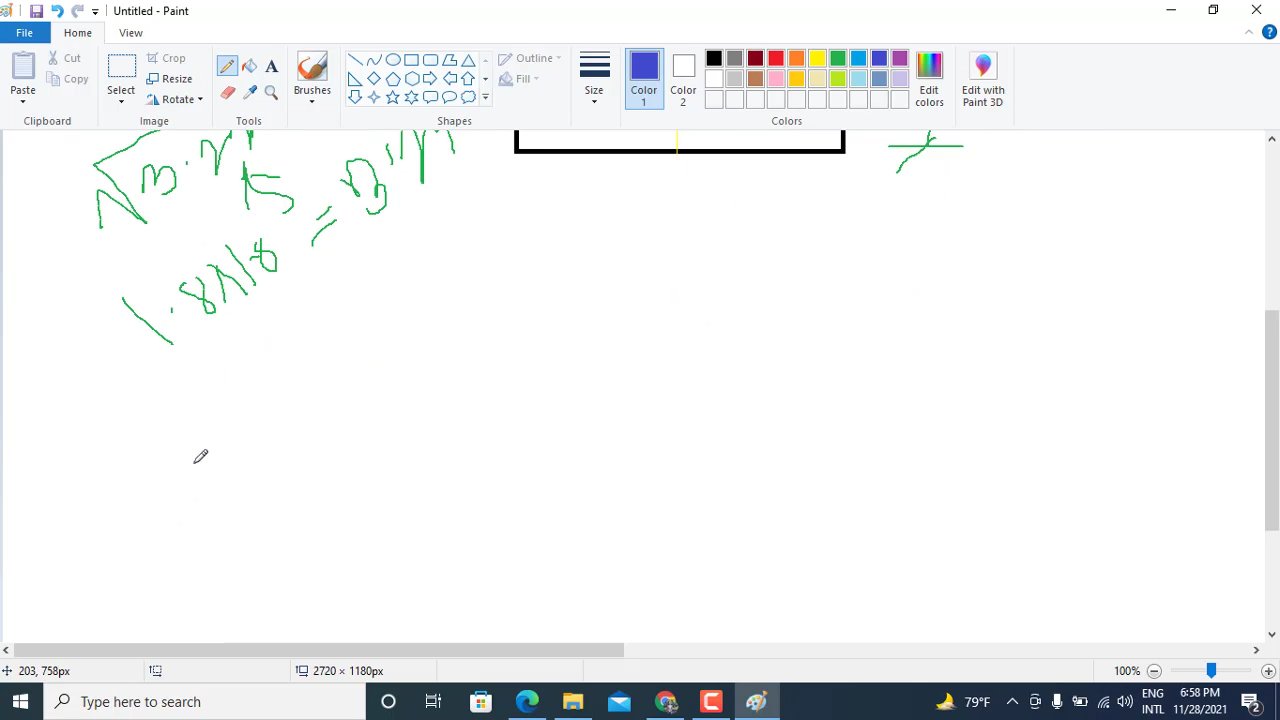 Untitled - Paint
File
Home
View
Paste
Cut
Copy
Clipboard
Select
Crop
Resize
Rotate
Image
Tools
Brushes
Shapes
Outline
Fill
Size
Color 1
Color 2
Edit colors
Edit with Paint 3D
Colors
203, 758px
2720 × 1180px
100%
Type here to search
79°F
ENG
INTL
6:58 PM
11/28/2021
2